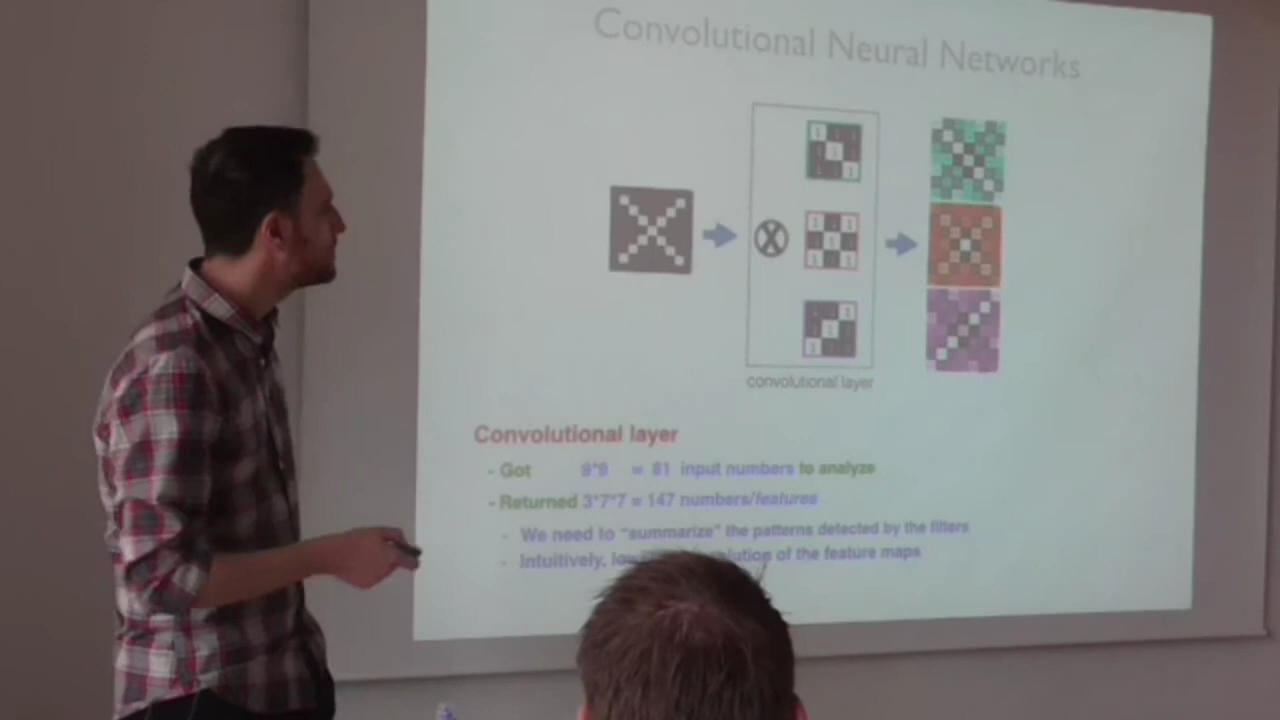 Convolutional Neural Networks
convolutional layer
Convolutional layer
- Got 9*9 = 81 input numbers to analyze
- Returned 3*7*7 = 147 numbers/features
- We need to "summarize" the patterns detected by the filters
- Intuitively, of the feature maps